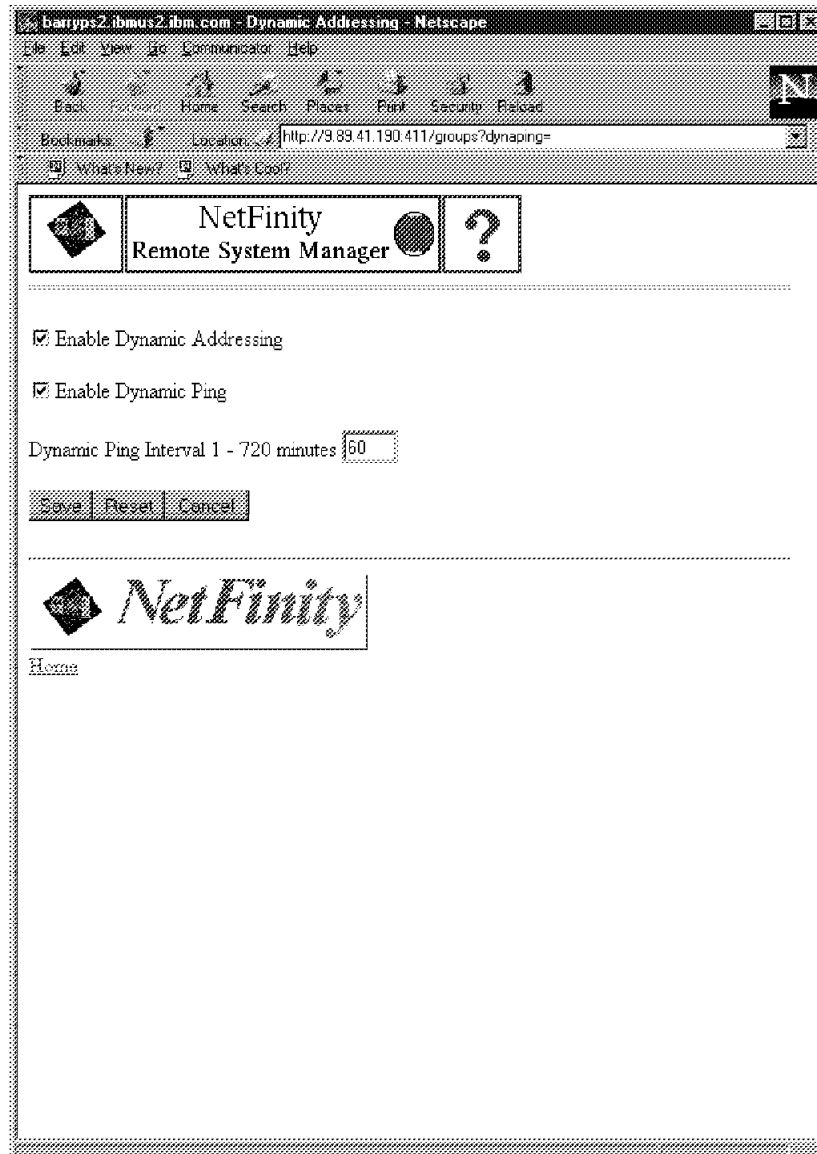 barryps2.ibmus2.ibm.com - Dynamic Addressing - Netscape
File Edit View Go Communicator Help
Back Forward Home Search Places Print Security Reload
Bookmarks Location: http://9.89.41.190:411/groups?dynaping=
What's New? What's Cool?
NetFinity
Remote System Manager
?
Enable Dynamic Addressing
Enable Dynamic Ping
Dynamic Ping Interval 1 - 720 minutes 60
Save Reset Cancel
NetFinity
Home